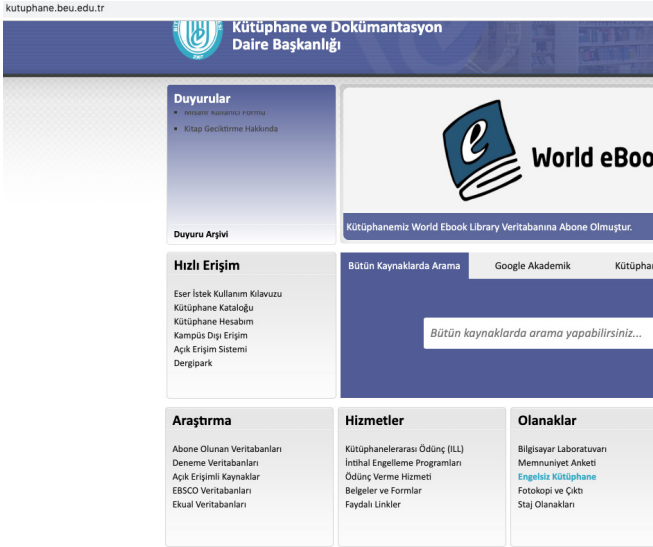 kutuphane.beu.edu.tr
2007
Kütüphane ve Dokümantasyon
Daire Başkanlığı
Duyurular
Kitap Geciktirme Hakkında
Duyuru Arşivi
World eBoo
Kütüphanemiz World Ebook Library Veritabanına Abone Olmuştur.
Hızlı Erişim
Eser İstek Kullanım Kılavuzu
Kütüphane Kataloğu
Kütüphane Hesabım
Kampüs Dışı Erişim
Açık Erişim Sistemi
Dergipark
Bütün Kaynaklarda Arama
Google Akademik
Kütüphan
Bütün kaynaklarda arama yapabilirsiniz...
Araştırma
Abone Olunan Veritabanları
Deneme Veritabanları
Açık Erişimli Kaynaklar
EBSCO Veritabanları
Ekual Veritabanları
Hizmetler
Kütüphanelerarası Ödünç (ILL)
İntihal Engelleme Programları
Ödünç Verme Hizmeti
Belgeler ve Formlar
Faydalı Linkler
Olanaklar
Bilgisayar Laboratuvarı
Memnuniyet Anketi
Engelsiz Kütüphane
Fotokopi ve Çıktı
Staj Olanakları